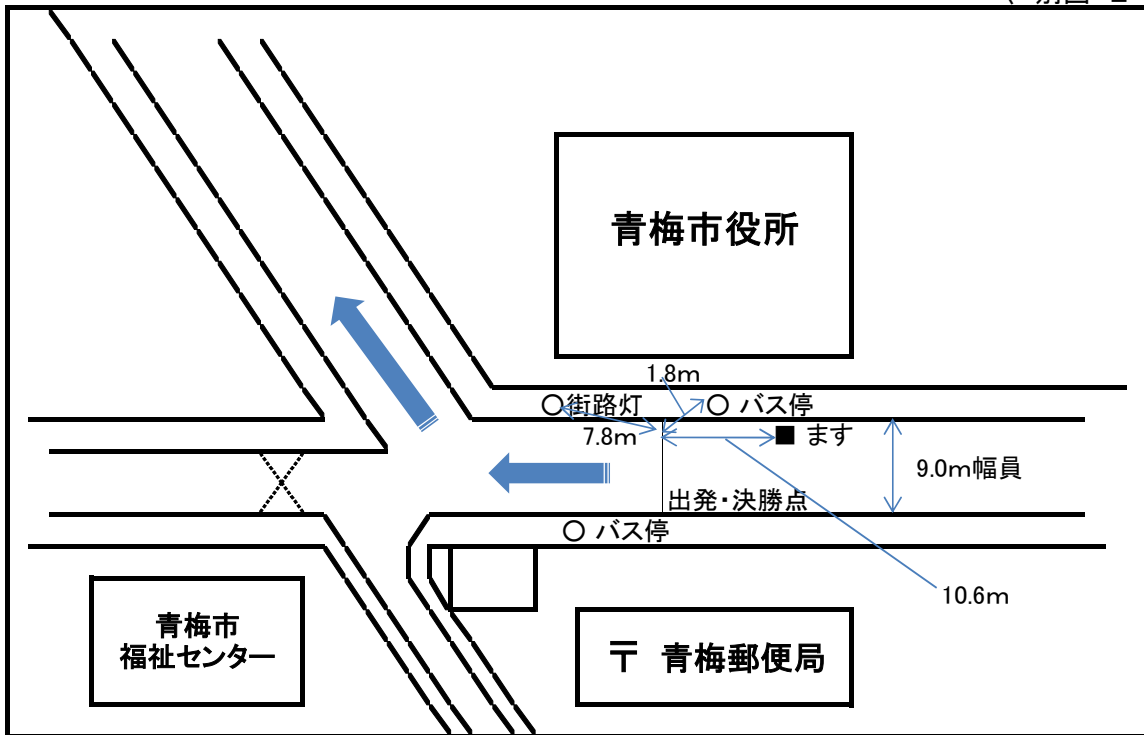 青梅市役所
1.8m
街路灯
バス停
7.8m
ます
9.0m幅員
出発・決勝点
バス停
10.6m
青梅市
福祉センター
〒 青梅郵便局